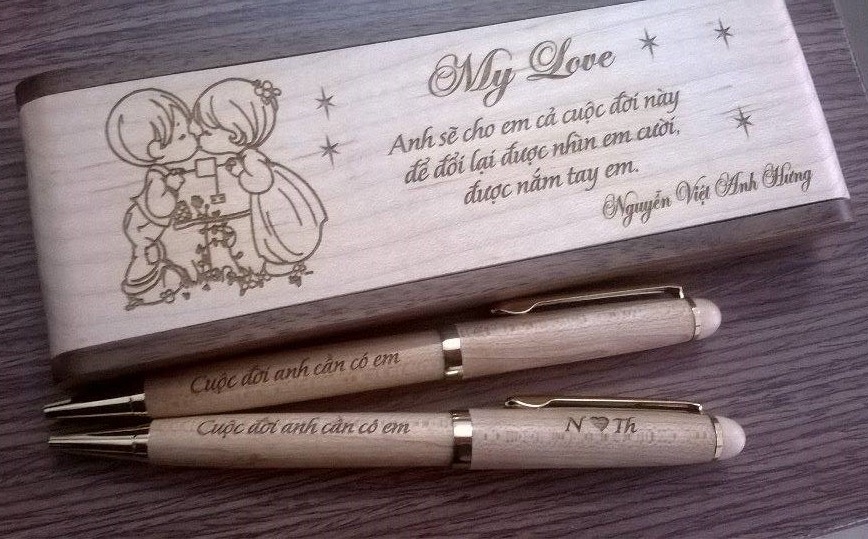 My Love
Anh sẽ cho em cả cuộc đời này
để đổi lại được nhìn em cười,
được nắm tay em.
Nguyễn Việt Anh Hưng
Cuộc đời anh cần có em
Cuộc đời anh cần có em
N♥Th